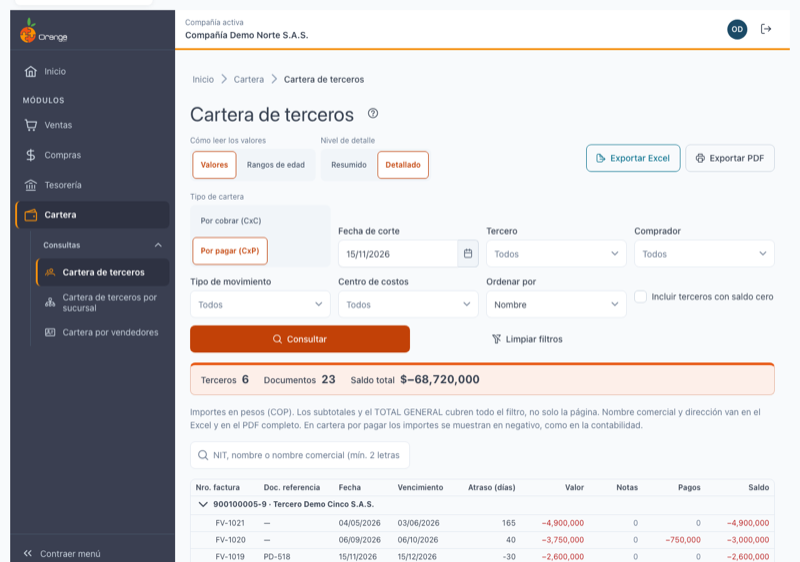 Orange
Compañía activa
Compañía Demo Norte S.A.S.
OD
Inicio
MÓDULOS
Ventas
Compras
Tesorería
Cartera
Consultas
Cartera de terceros
Cartera de terceros por
sucursal
Cartera por vendedores
Contraer menú
Inicio > Cartera > Cartera de terceros
Cartera de terceros
Cómo leer los valores Nivel de detalle
Valores Rangos de edad Resumido Detallado
Exportar Excel Exportar PDF
Tipo de cartera
Por cobrar (CxC)
Por pagar (CxP)
Fecha de corte Tercero Comprador
15/11/2026 Todos Todos
Tipo de movimiento Centro de costos Ordenar por
Todos Todos Nombre Incluir terceros con saldo cero
Consultar Limpiar filtros
Terceros 6 Documentos 23 Saldo total $−68,720,000
Importes en pesos (COP). Los subtotales y el TOTAL GENERAL cubren todo el filtro, no solo la página. Nombre comercial y dirección van en el
Excel y en el PDF completo. En cartera por pagar los importes se muestran en negativo, como en la contabilidad.
NIT, nombre o nombre comercial (mín. 2 letras
Nro. factura Doc. referencia Fecha Vencimiento Atraso (días) Valor Notas Pagos Saldo
900100005-9 · Tercero Demo Cinco S.A.S.
FV-1021 — 04/05/2026 03/06/2026 165 −4,900,000 0 0 −4,900,000
FV-1020 — 06/09/2026 06/10/2026 40 −3,750,000 0 −750,000 −3,000,000
FV-1019 PD-518 15/11/2026 15/12/2026 -30 −2,600,000 0 0 −2,600,000